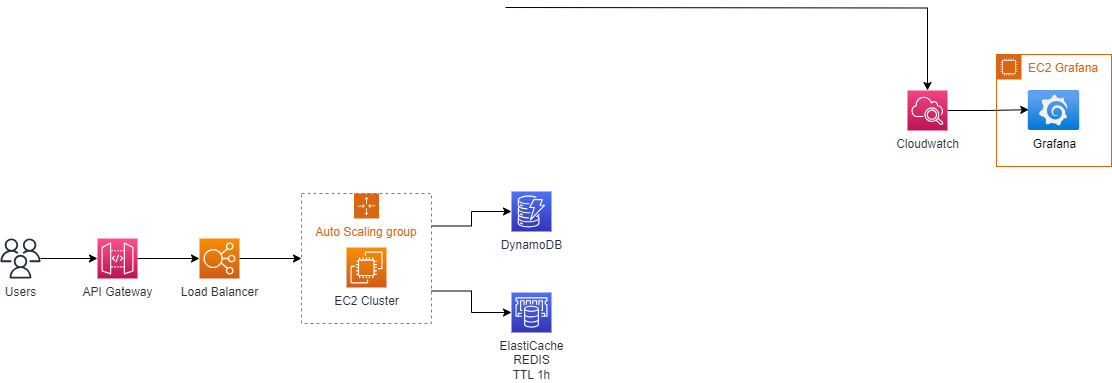 EC2 Grafana
Cloudwatch
Grafana
Auto Scaling group
DynamoDB
Users
API Gateway
Load Balancer
EC2 Cluster
ElastiCache
REDIS
TTL 1h